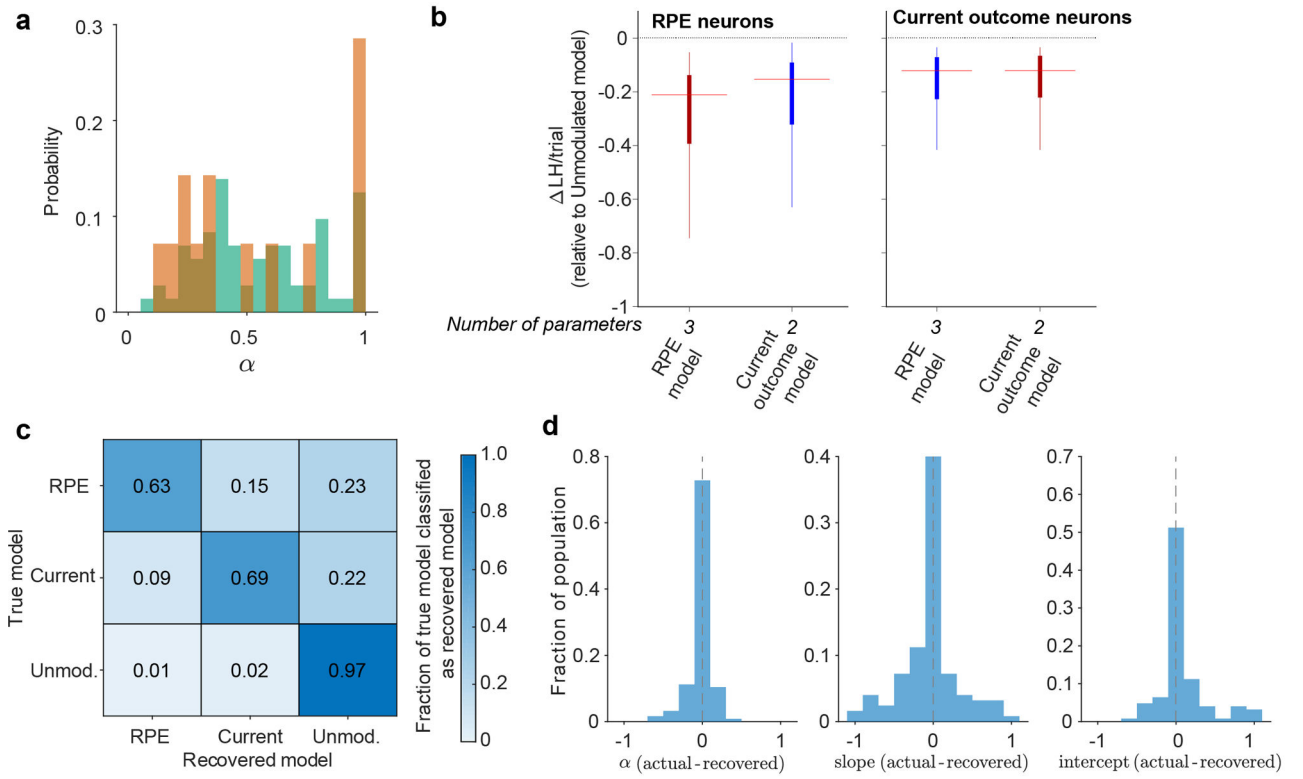 a
0.3
0.2
0.1
0
Probability
0
0.5
1
α
b
RPE neurons
Current outcome neurons
0
-0.2
-0.4
-0.6
-0.8
-1
ΔLH/trial
(relative to Unmodulated model)
Number of parameters 3 2 3 2
RPE
model
Current
outcome
model
RPE
model
Current
outcome
model
c
True model
RPE 0.63 0.15 0.23
Current 0.09 0.69 0.22
Unmod. 0.01 0.02 0.97
RPE Current Unmod.
Recovered model
1.0
0.8
0.6
0.4
0.2
0
Fraction of true model classified
as recovered model
d
Fraction of population
0.8
0.6
0.4
0.2
0
-1 0 1
α (actual-recovered)
0.4
0.3
0.2
0.1
0
-1 0 1
slope (actual-recovered)
0.7
0.6
0.5
0.4
0.3
0.2
0.1
0
-1 0 1
intercept (actual-recovered)